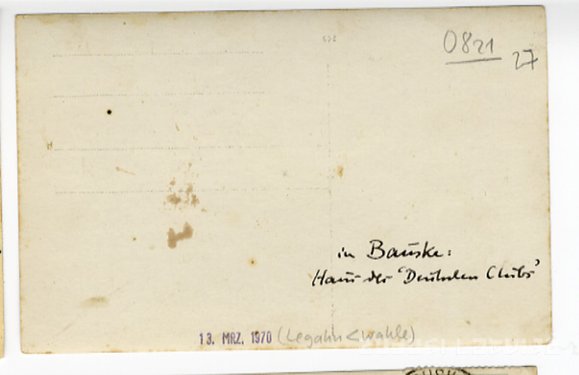 0821
27
in Bauske:
Haus des 'Deutschen Clubs'
13. MRZ. 1970